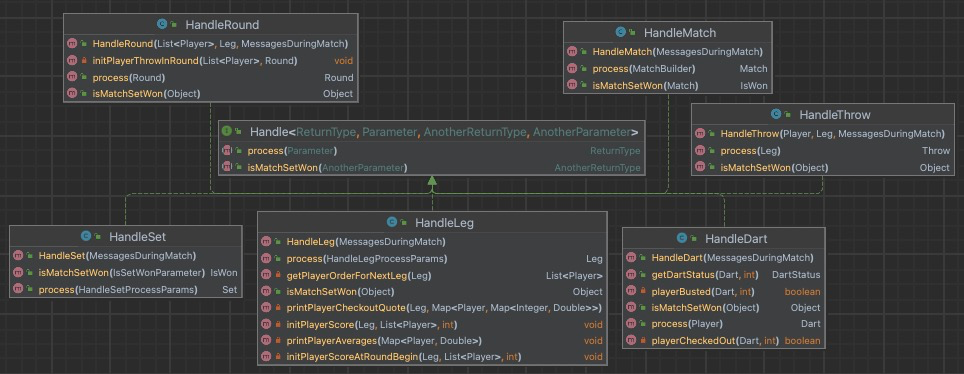 HandleRound
HandleRound(List<Player>, Leg, MessagesDuringMatch)
initPlayerThrowInRound(List<Player>, Round) void
process(Round) Round
isMatchSetWon(Object) Object
HandleMatch
HandleMatch(MessagesDuringMatch)
process(MatchBuilder) Match
isMatchSetWon(Match) IsWon
HandleThrow
HandleThrow(Player, Leg, MessagesDuringMatch)
process(Leg) Throw
isMatchSetWon(Object) Object
Handle<ReturnType, Parameter, AnotherReturnType, AnotherParameter>
process(Parameter) ReturnType
isMatchSetWon(AnotherParameter) AnotherReturnType
HandleSet
HandleSet(MessagesDuringMatch)
isMatchSetWon(IsSetWonParameter) IsWon
process(HandleSetProcessParams) Set
HandleLeg
HandleLeg(MessagesDuringMatch)
process(HandleLegProcessParams) Leg
getPlayerOrderForNextLeg(Leg) List<Player>
isMatchSetWon(Object) Object
printPlayerCheckoutQuote(Leg, Map<Player, Map<Integer, Double>>) void
initPlayerScore(Leg, List<Player>, int) void
printPlayerAverages(Map<Player, Double>) void
initPlayerScoreAtRoundBegin(Leg, List<Player>, int) void
HandleDart
HandleDart(MessagesDuringMatch)
getDartStatus(Dart, int) DartStatus
playerBusted(Dart, int) boolean
isMatchSetWon(Object) Object
process(Player) Dart
playerCheckedOut(Dart, int) boolean